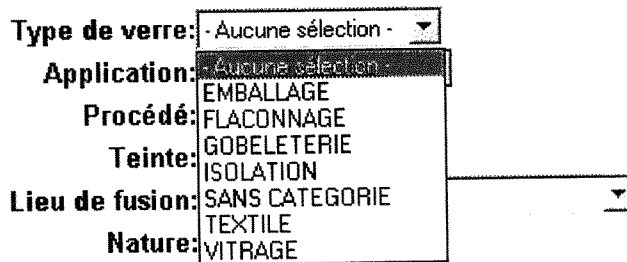 Type de verre: - Aucune sélection -
Application: - Aucune sélection -
EMBALLAGE
Procédé: FLACONNAGE
Teinte: GOBELETERIE
ISOLATION
Lieu de fusion: SANS CATEGORIE
TEXTILE
Nature: VITRAGE